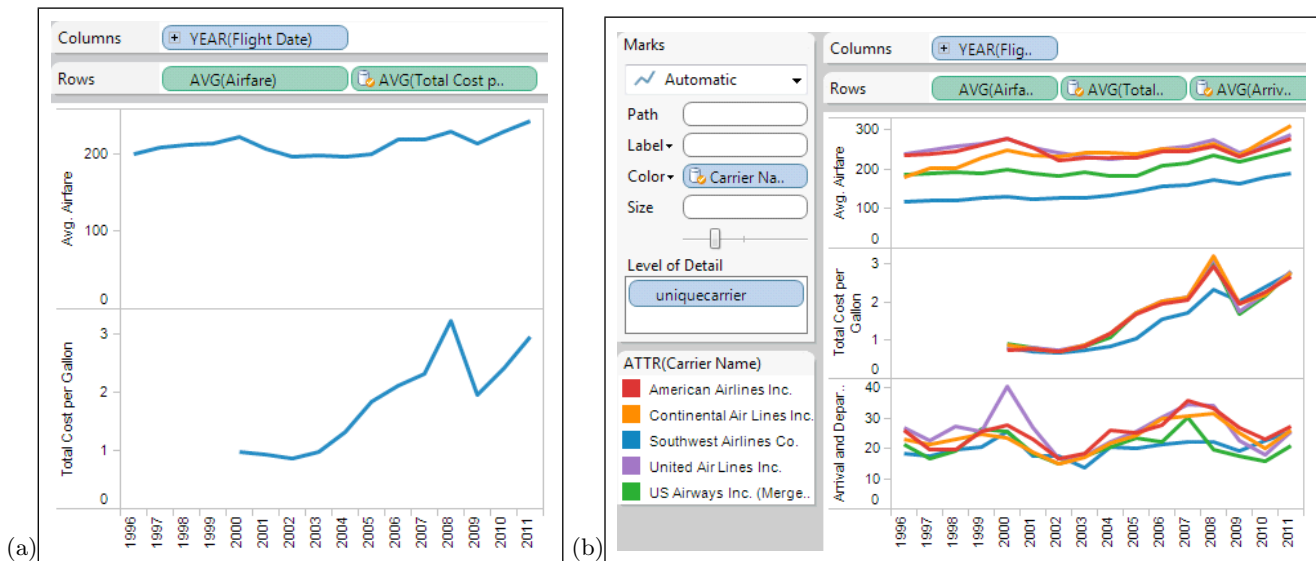 (a)
Columns YEAR(Flight Date)
Rows AVG(Airfare) AVG(Total Cost p..
Avg. Airfare
200
100
0
Total Cost per Gallon
3
2
1
0
1996 1997 1998 1999 2000 2001 2002 2003 2004 2005 2006 2007 2008 2009 2010 2011
(b)
Marks
Automatic
Path
Label
Color Carrier Na..
Size
Level of Detail
uniquecarrier
ATTR(Carrier Name)
American Airlines Inc.
Continental Air Lines Inc.
Southwest Airlines Co.
United Air Lines Inc.
US Airways Inc. (Merge..
Columns YEAR(Flig..
Rows AVG(Airfa.. AVG(Total.. AVG(Arriv..
Avg. Airfare
300
200
100
0
Total Cost per
Gallon
3
2
1
0
Arrival and Depar..
40
30
20
10
0
1996 1997 1998 1999 2000 2001 2002 2003 2004 2005 2006 2007 2008 2009 2010 2011